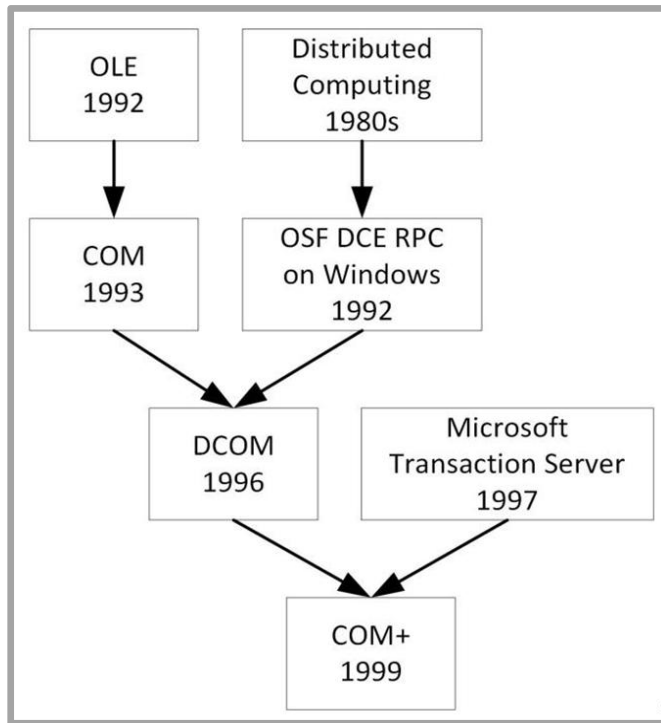 OLE
1992
Distributed
Computing
1980s
COM
1993
OSF DCE RPC
on Windows
1992
DCOM
1996
Microsoft
Transaction Server
1997
COM+
1999